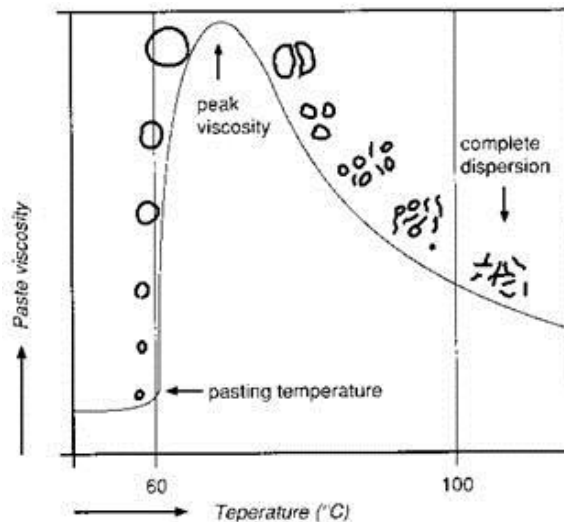 peak
viscosity
complete
dispersion
Paste viscosity
pasting temperature
60
100
Teperature (°C)